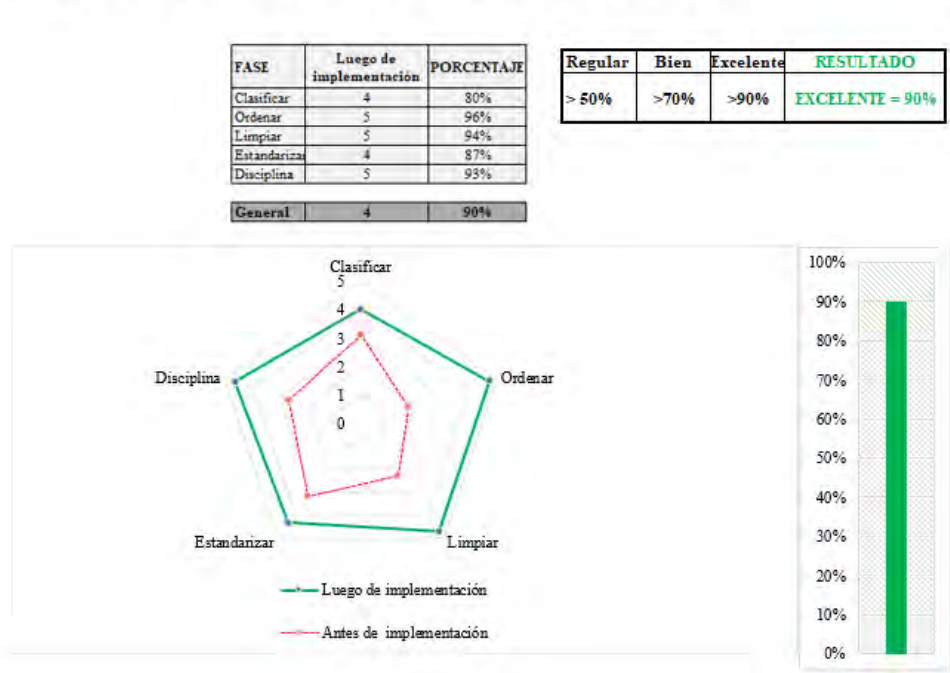 FASE Luego de implementación PORCENTAJE
Clasificar 4 80%
Ordenar 5 96%
Limpiar 5 94%
Estandarizar 4 87%
Disciplina 5 93%
General 4 90%
Regular Bien Excelente RESULTADO
> 50% >70% >90% EXCELENTE = 90%
Clasificar
5
4
3
2
1
0
Disciplina
Ordenar
Estandarizar
Limpiar
Luego de implementación
Antes de implementación
100%
90%
80%
70%
60%
50%
40%
30%
20%
10%
0%